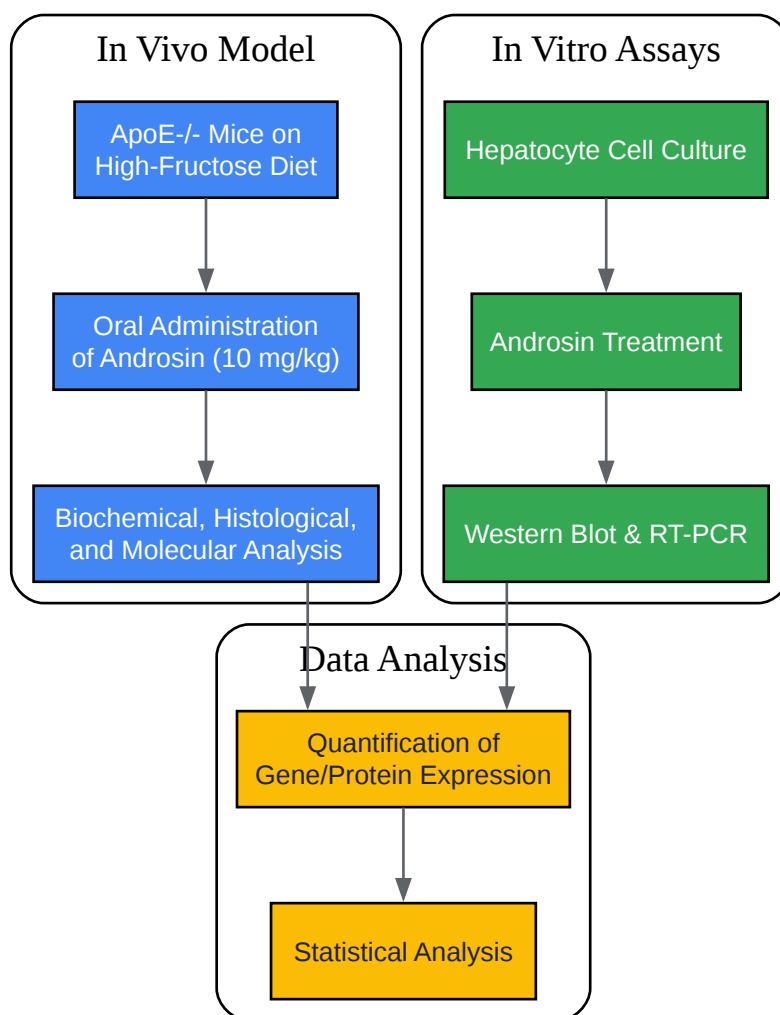 In Vivo Model
ApoE-/- Mice on
High-Fructose Diet
Oral Administration
of Androsin (10 mg/kg)
Biochemical, Histological,
and Molecular Analysis
In Vitro Assays
Hepatocyte Cell Culture
Androsin Treatment
Western Blot & RT-PCR
Data Analysis
Quantification of
Gene/Protein Expression
Statistical Analysis